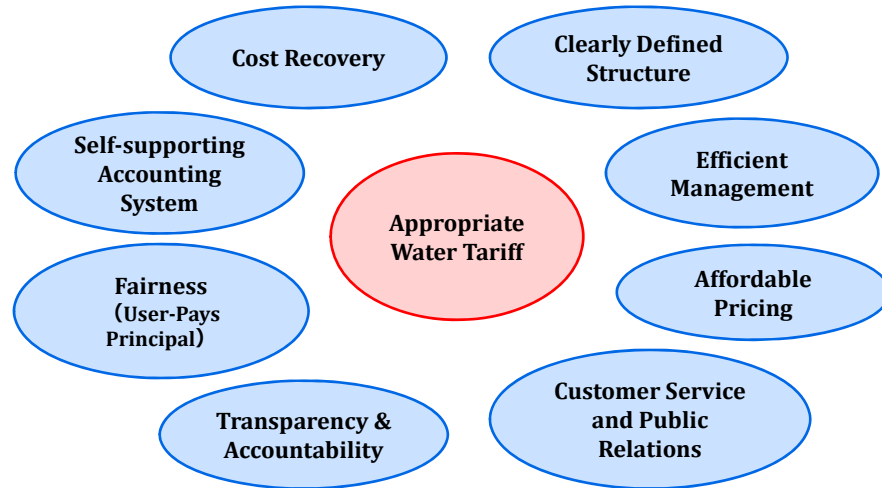 Cost Recovery
Clearly Defined
Structure
Self-supporting
Accounting
System
Efficient
Management
Appropriate
Water Tariff
Fairness
（User-Pays
Principal）
Affordable
Pricing
Transparency &
Accountability
Customer Service
and Public
Relations